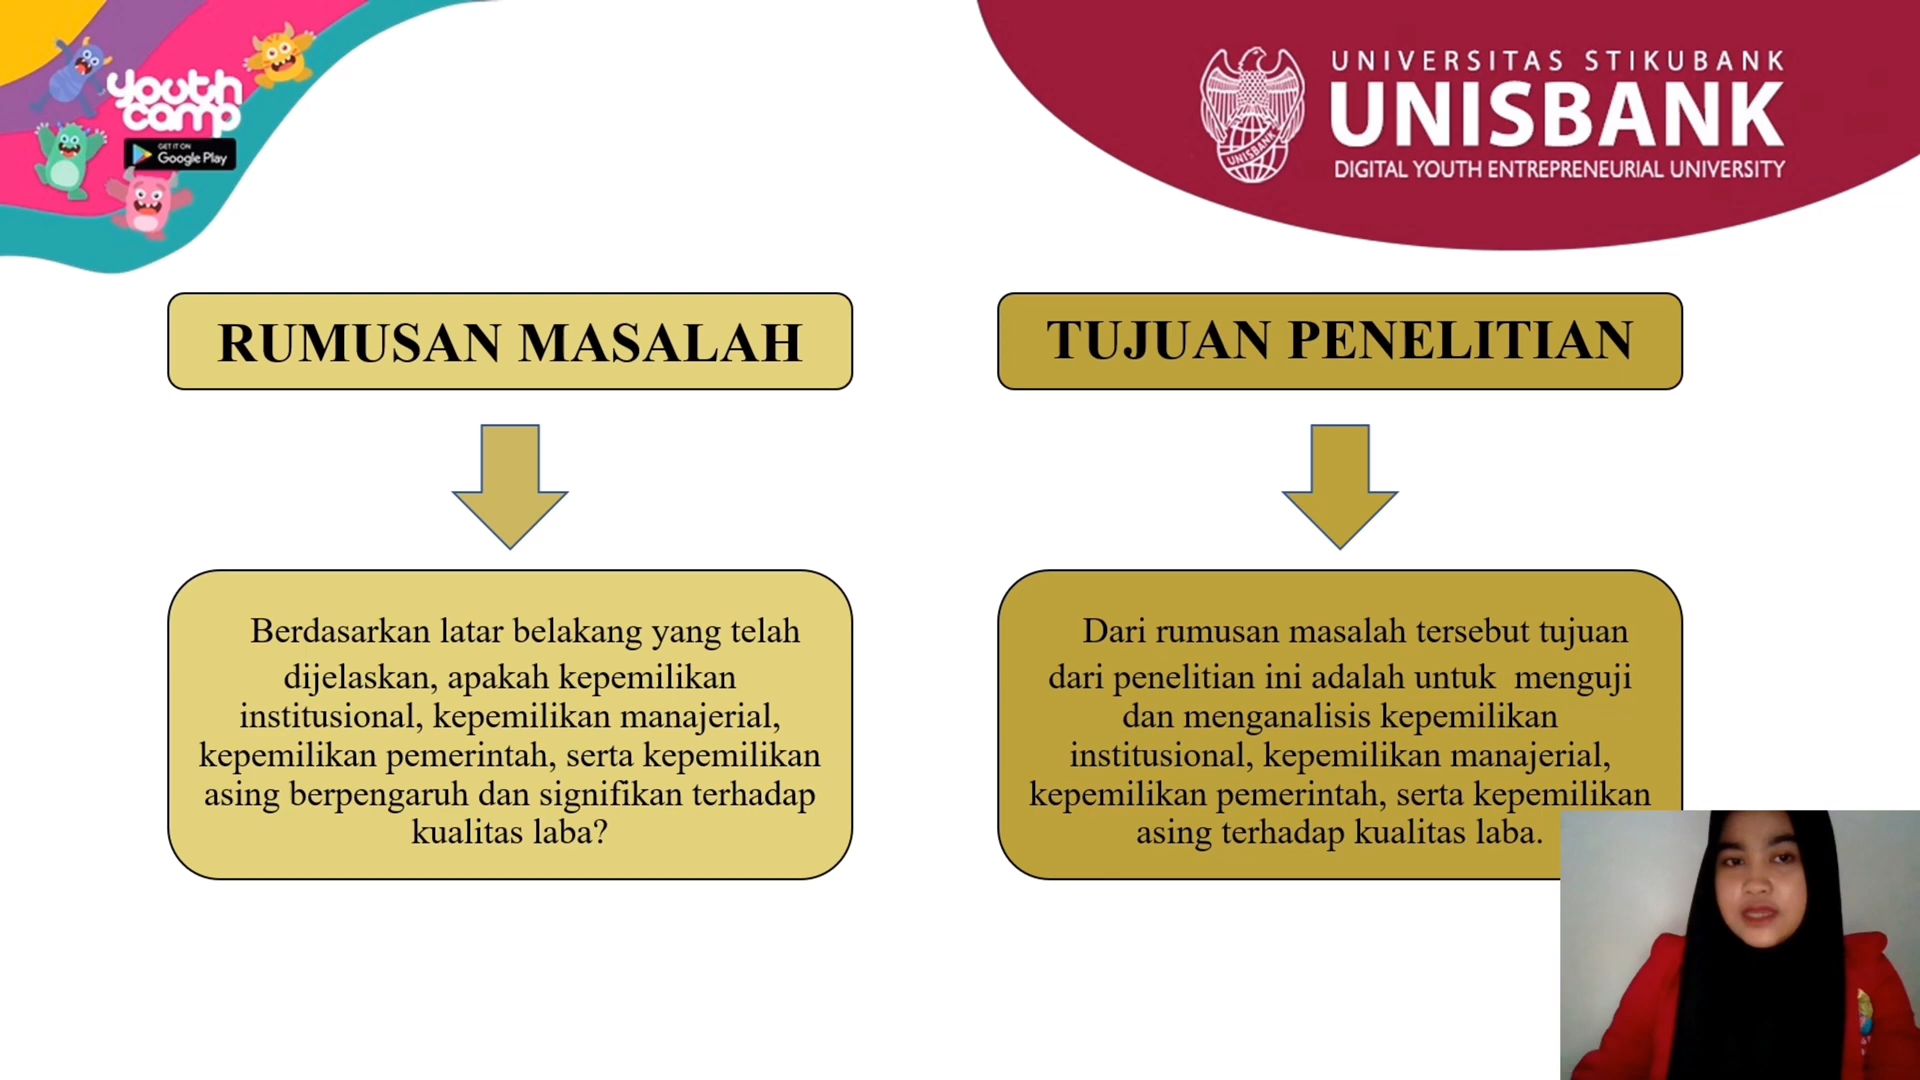 youth
camp
GET IT ON
Google Play
UNIVERSITAS STIKUBANK
UNISBANK
DIGITAL YOUTH ENTREPRENEURIAL UNIVERSITY
UNISBANK
RUMUSAN MASALAH
Berdasarkan latar belakang yang telah
dijelaskan, apakah kepemilikan
institusional, kepemilikan manajerial,
kepemilikan pemerintah, serta kepemilikan
asing berpengaruh dan signifikan terhadap
kualitas laba?
TUJUAN PENELITIAN
Dari rumusan masalah tersebut tujuan
dari penelitian ini adalah untuk  menguji
dan menganalisis kepemilikan
institusional, kepemilikan manajerial,
kepemilikan pemerintah, serta kepemilikan
asing terhadap kualitas laba.